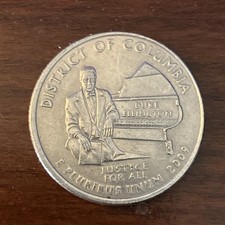 DISTRICT OF COLUMBIA
DUKE
ELLINGTON
JUSTICE
FOR ALL
E PLURIBUS UNUM 2009